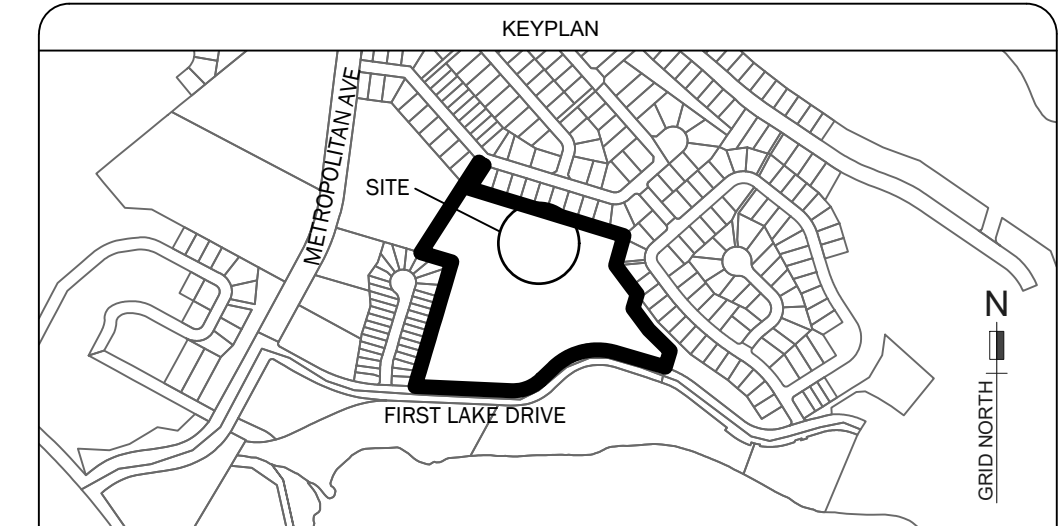 KEYPLAN
METROPOLITAN AVE
SITE
N
GRID NORTH
FIRST LAKE DRIVE